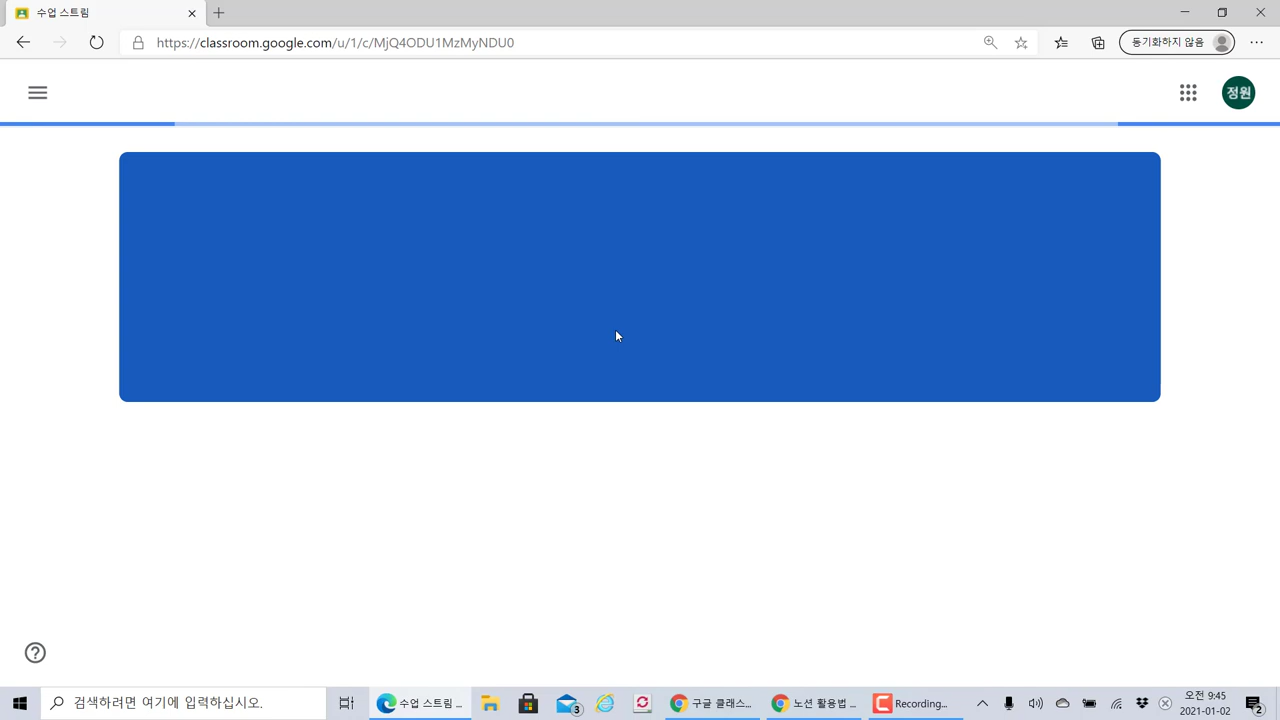 수업 스트림
https://classroom.google.com/u/1/c/MjQ4ODU1MzMyNDU0
동기화하지 않음
정원
검색하려면 여기에 입력하십시오.
수업 스트림 ...
3
구글 클래스...
노션 활용법 ...
Recording...
오전 9:45
2021-01-02
2